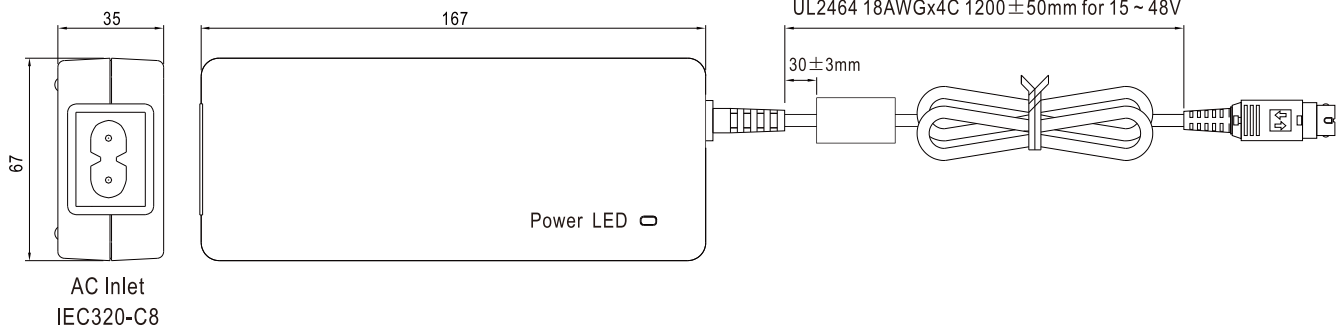 35
167
UL2464 18AWGx4C 1200±50mm for 15 ~ 48V
30±3mm
67
Power LED
AC Inlet
IEC320-C8